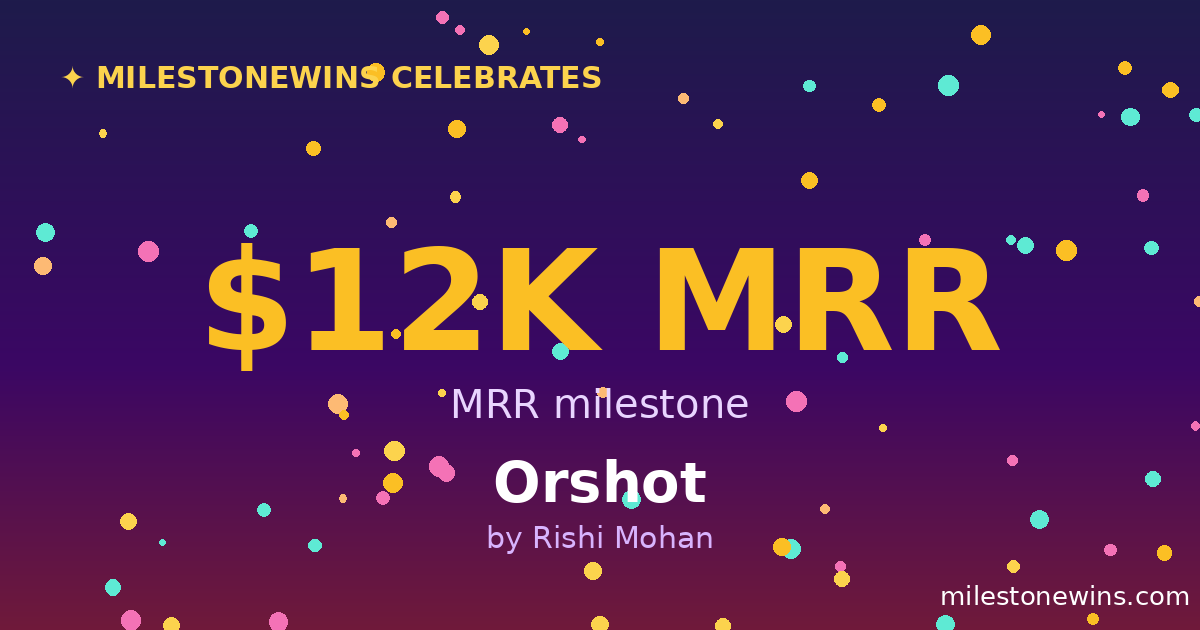 ✦ MILESTONEWINS CELEBRATES
$12K MRR
MRR milestone
Orshot
by Rishi Mohan
milestonewins.com